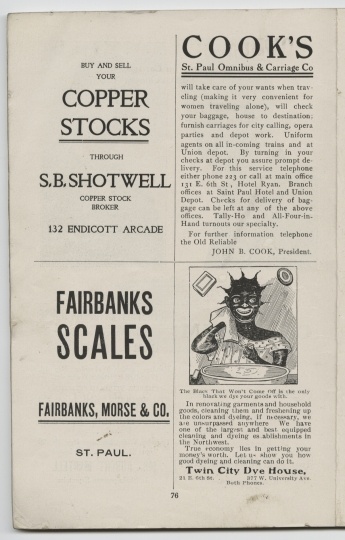 BUY AND SELL
YOUR
COPPER
STOCKS
THROUGH
S.B. SHOTWELL
COPPER STOCK
BROKER
132 ENDICOTT ARCADE
COOK'S
St. Paul Omnibus & Carriage Co
will take care of your wants when trav-
eling (making it very convenient for
women traveling alone), will check
your baggage, house to destination;
furnish carriages for city calling, opera
parties and depot work. Uniform
agents on all in-coming trains and at
Union depot. By turning in your
checks at depot you assure prompt de-
livery. For this service telephone
either phone 223 or call at main office
131 E. 6th St, Hotel Ryan. Branch
offices at Saint Paul Hotel and Union
Depot. Checks for delivery of bag-
gage can be left at any of the above
offices. Tally-Ho and All-Four-in-
Hand turnouts our specialty.
For further information telephone
the Old Reliable
JOHN B. COOK, President.
FAIRBANKS
SCALES
FAIRBANKS, MORSE & CO.
ST. PAUL.
The Black That Won't Come Off is the only
black we dye your goods with.
In renovating garments and household
goods, cleaning them and freshening up
the colors and dyeing, if necessary, we
are unsurpassed anywhere We have
one of the largest and best equipped
cleaning and dyeing establishments in
the Northwest.
True economy lies in getting your
money's worth. Let us show you how
good dyeing and cleaning can do it.
Twin City Dye House,
21 E. 6th St. 377 W. University Ave.
Both Phones.
76